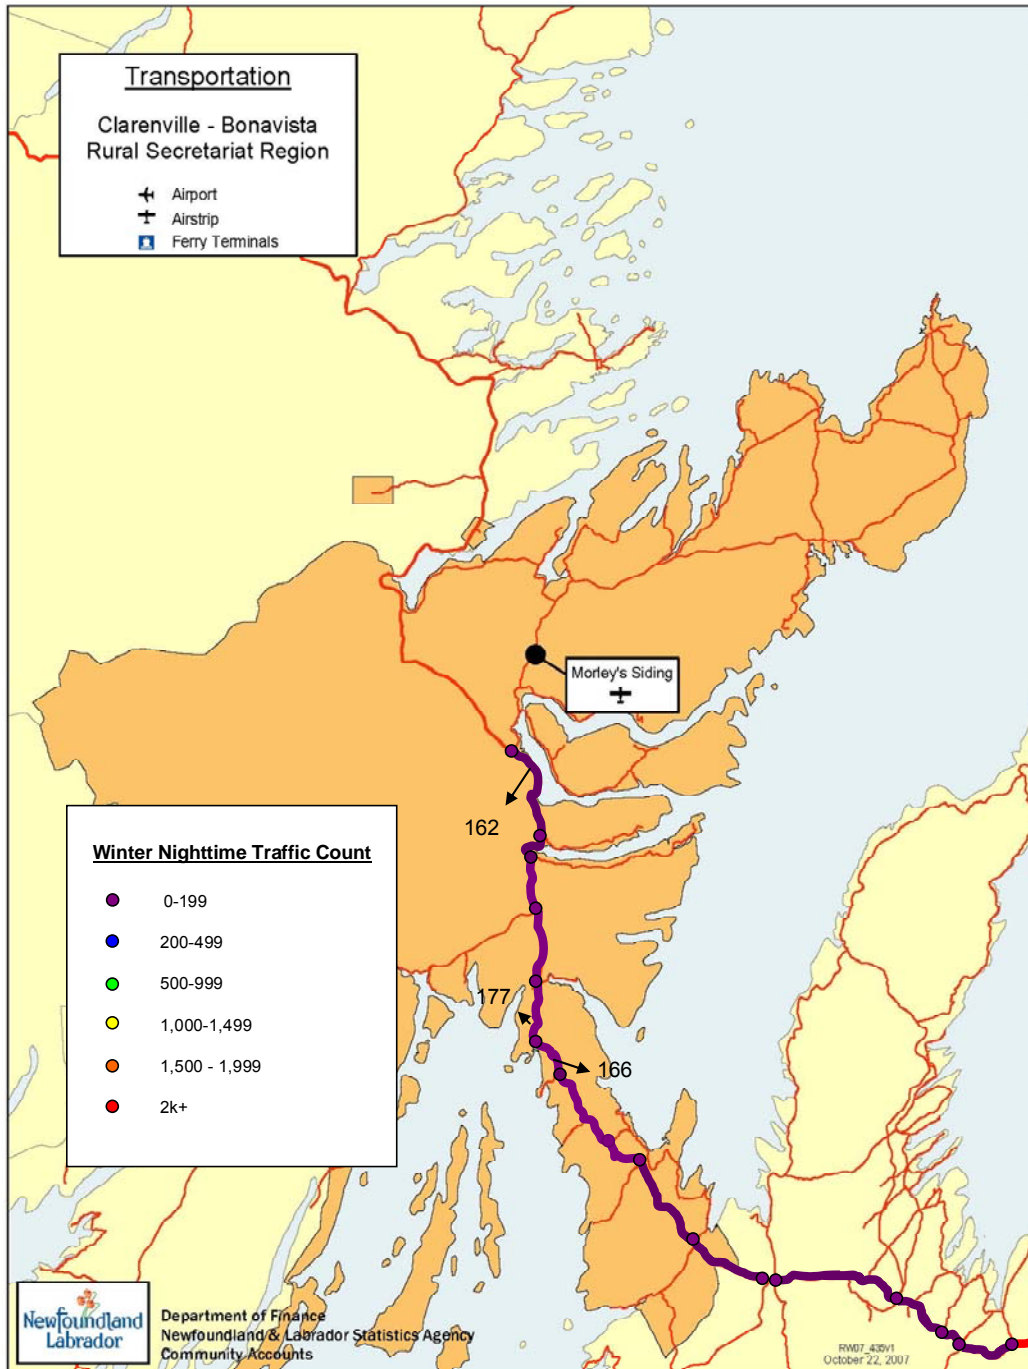 Transportation
Clarenville - Bonavista
Rural Secretariat Region
Airport
Airstrip
Ferry Terminals
Morley's Siding
162
Winter Nighttime Traffic Count
0-199
200-499
500-999
1,000-1,499
1,500 - 1,999
2k+
177
166
Newfoundland
Labrador
Department of Finance
Newfoundland & Labrador Statistics Agency
Community Accounts
RW07_435V1
October 22, 2007